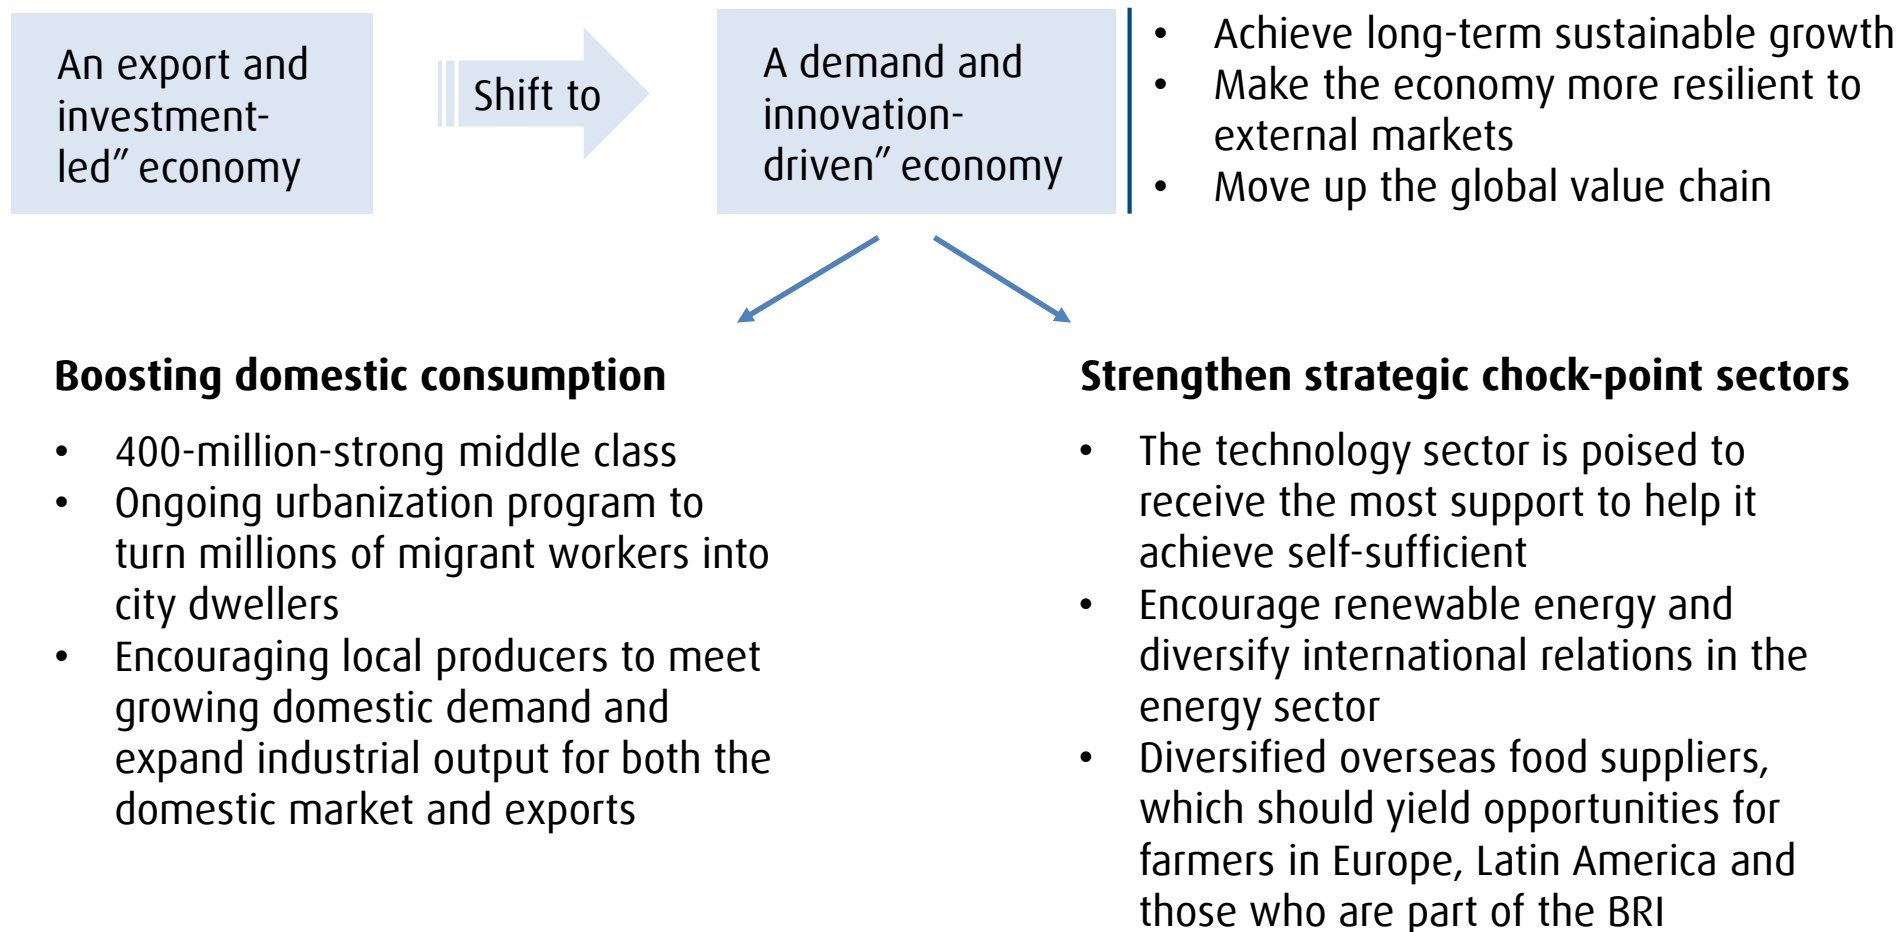 An export and
investment-
led” economy
Shift to
A demand and
innovation-
driven” economy
• Achieve long-term sustainable growth
• Make the economy more resilient to
external markets
• Move up the global value chain
Boosting domestic consumption
• 400-million-strong middle class
• Ongoing urbanization program to
turn millions of migrant workers into
city dwellers
• Encouraging local producers to meet
growing domestic demand and
expand industrial output for both the
domestic market and exports
Strengthen strategic chock-point sectors
• The technology sector is poised to
receive the most support to help it
achieve self-sufficient
• Encourage renewable energy and
diversify international relations in the
energy sector
• Diversified overseas food suppliers,
which should yield opportunities for
farmers in Europe, Latin America and
those who are part of the BRI